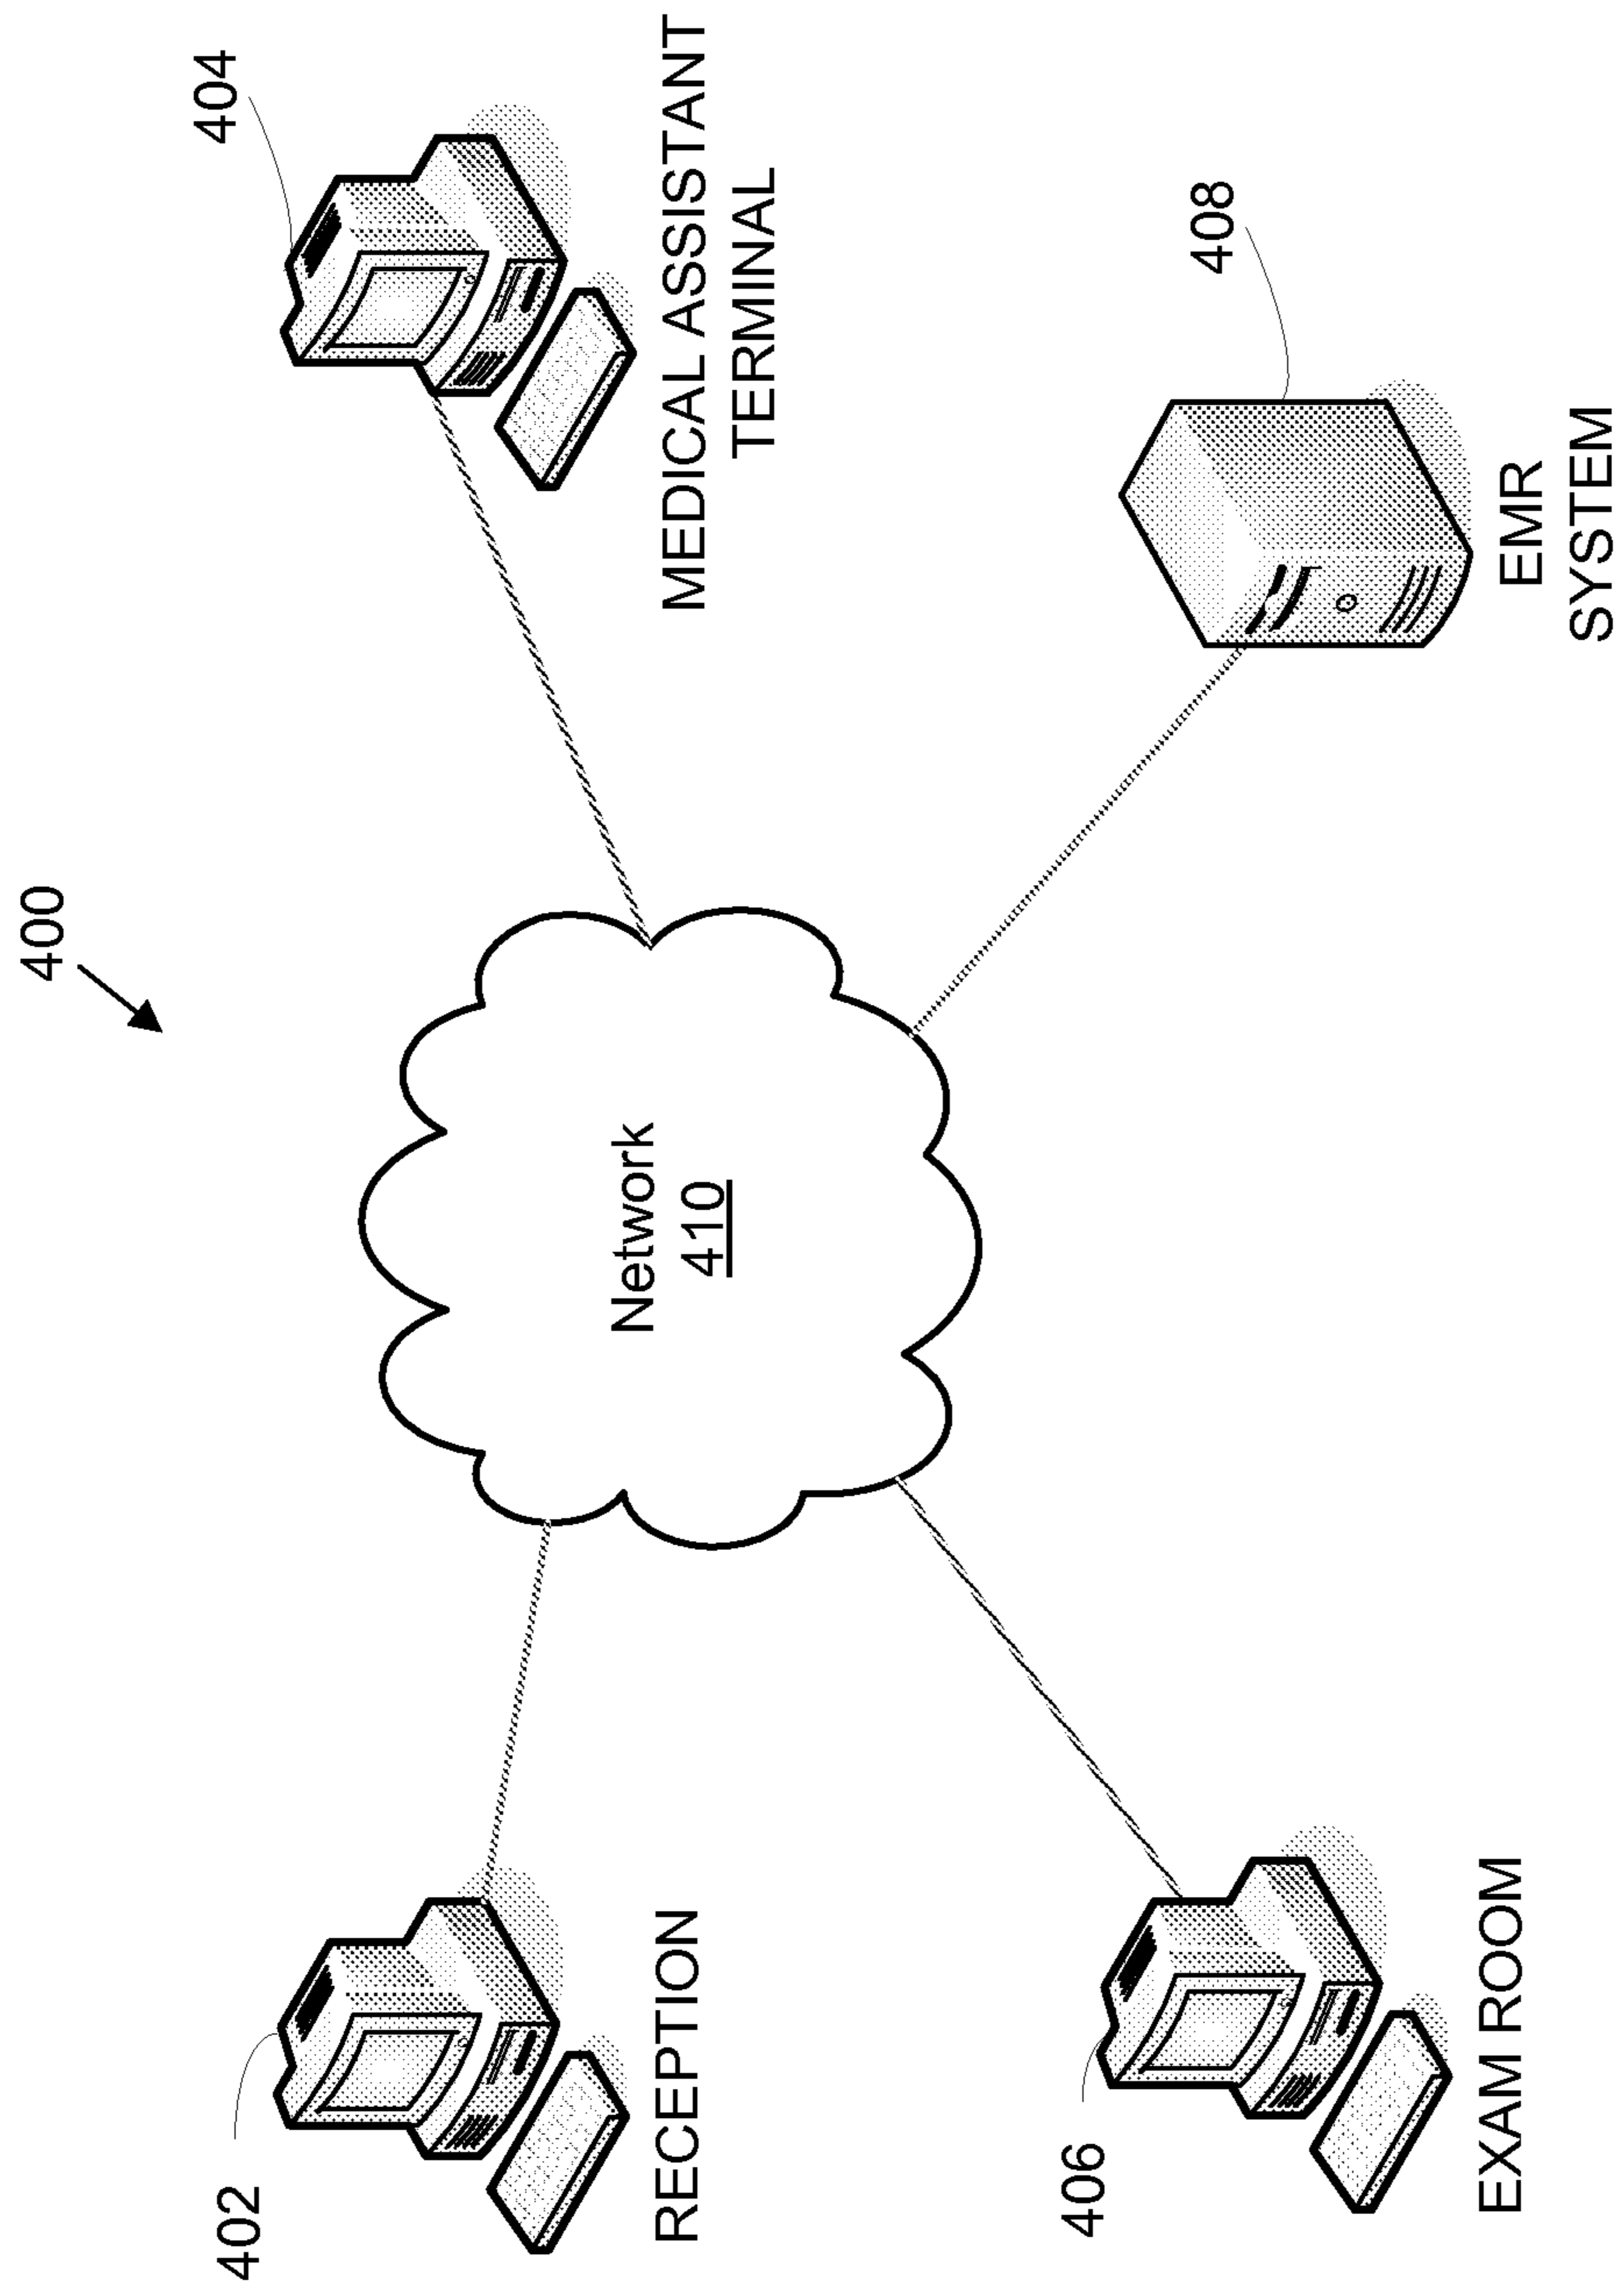 400
402
404
RECEPTION
MEDICAL ASSISTANT
TERMINAL
Network
410
406
408
EXAM ROOM
EMR
SYSTEM